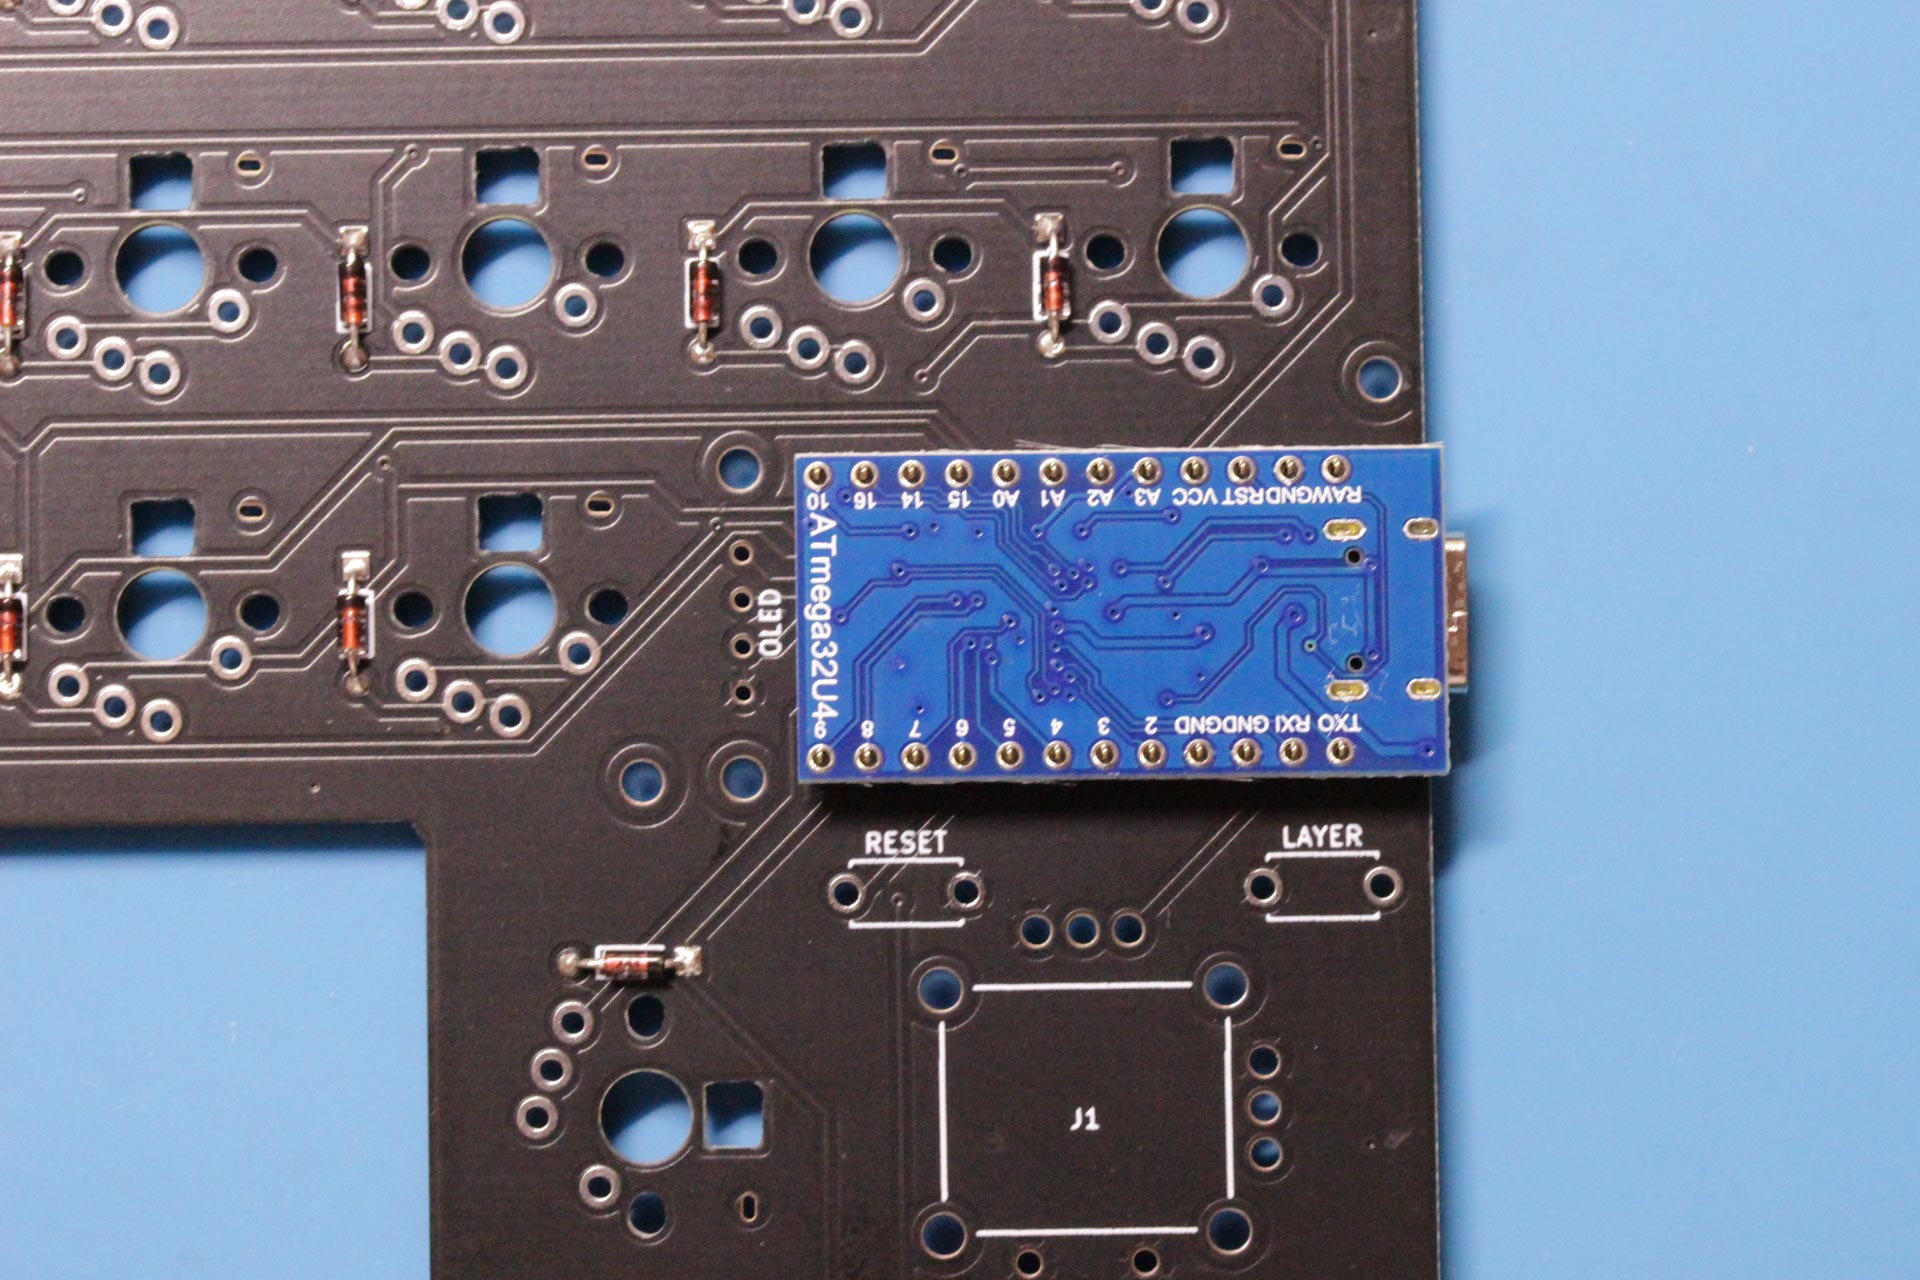 10 16 14 15 A0 A1 A2 A3 VCC RST GND RAW
ATmega32U4
OLED
9 8 7 6 5 4 3 2 GND GND RXI TXO
RESET
LAYER
J1